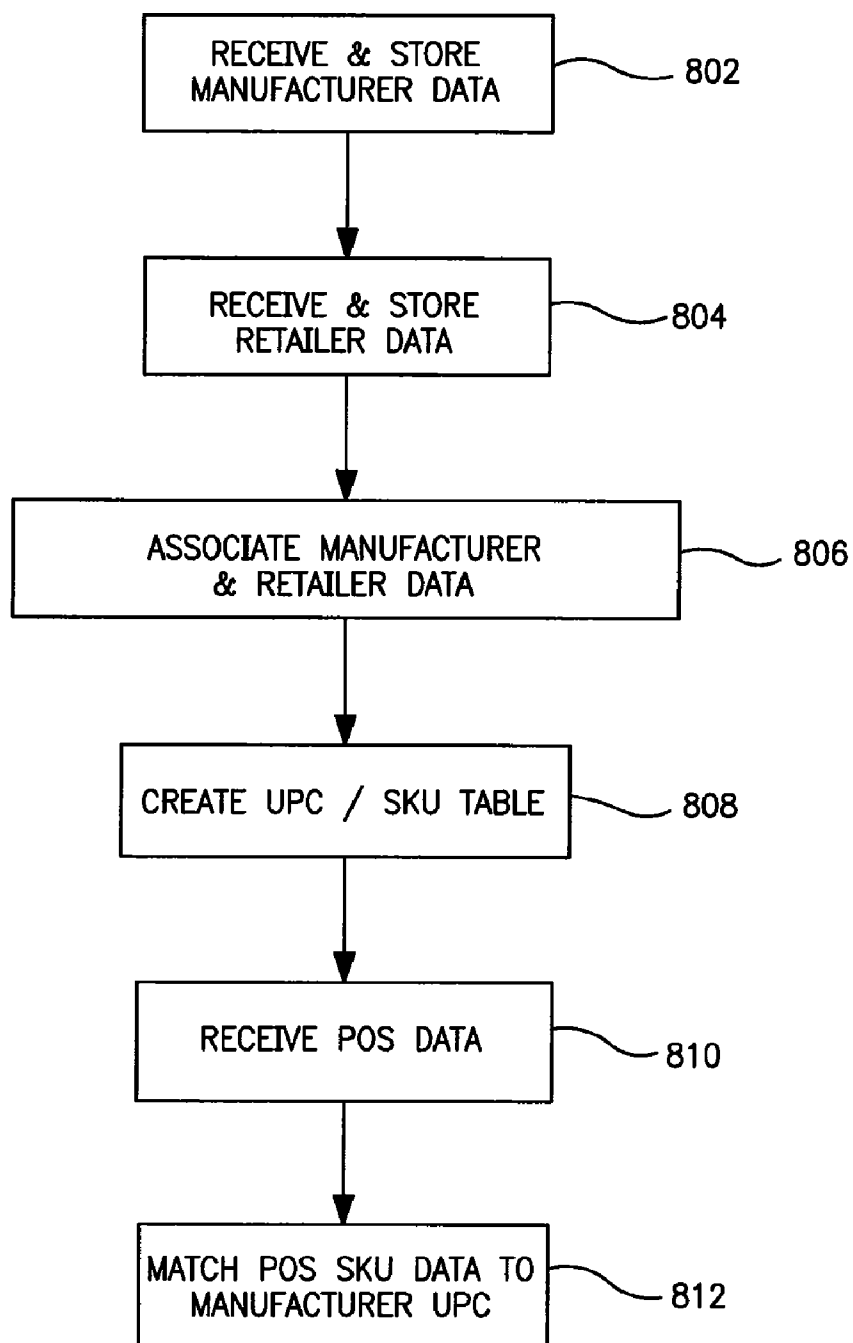 RECEIVE & STORE
MANUFACTURER DATA
802
RECEIVE & STORE
RETAILER DATA
804
ASSOCIATE MANUFACTURER
& RETAILER DATA
806
CREATE UPC / SKU TABLE
808
RECEIVE POS DATA
810
MATCH POS SKU DATA TO
MANUFACTURER UPC
812